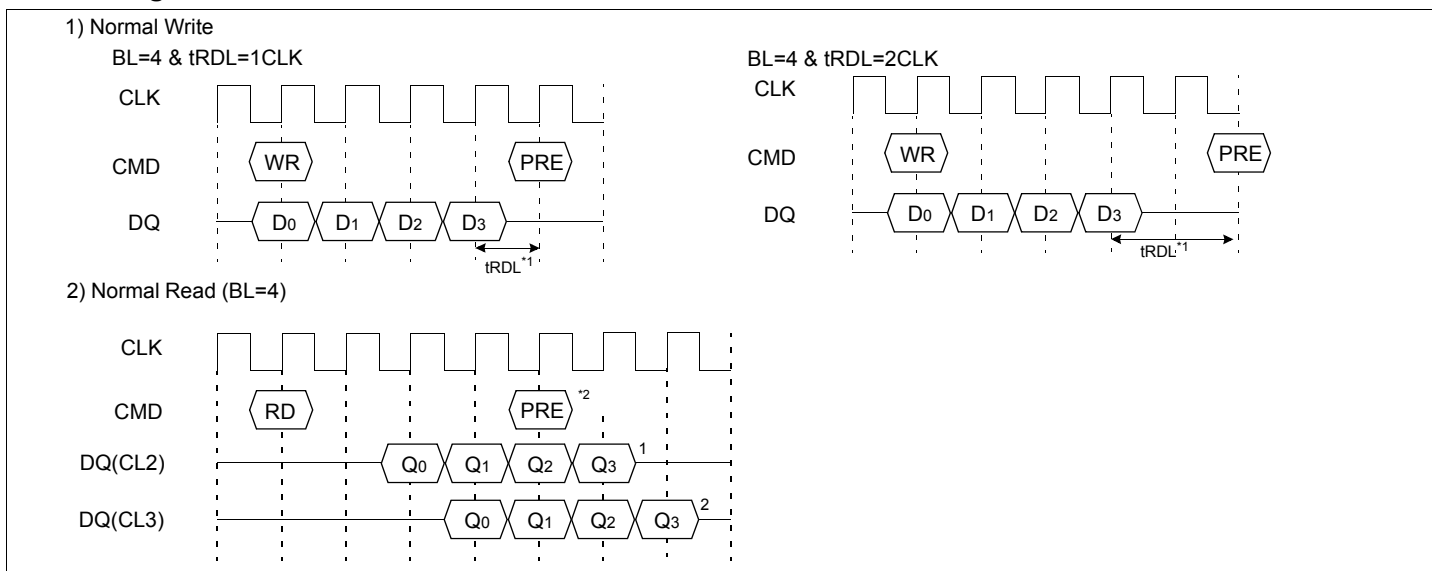 1) Normal Write
BL=4 & tRDL=1CLK
CLK
CMD
WR
PRE
DQ
D0 D1 D2 D3
tRDL*1
BL=4 & tRDL=2CLK
CLK
CMD
WR
PRE
DQ
D0 D1 D2 D3
tRDL*1
2) Normal Read (BL=4)
CLK
CMD
RD
PRE *2
DQ(CL2)
Q0 Q1 Q2 Q3 1
DQ(CL3)
Q0 Q1 Q2 Q3 2